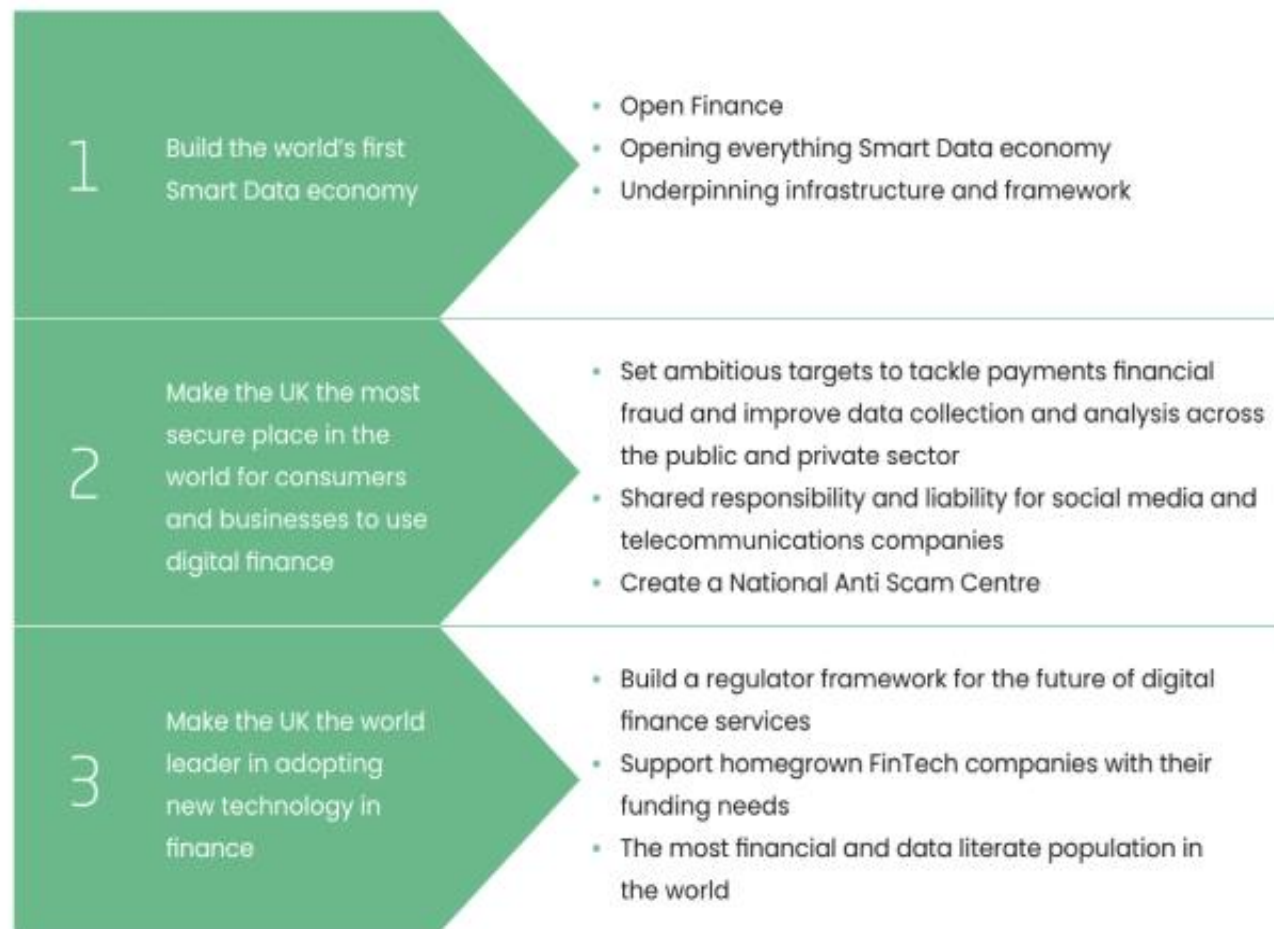 1
Build the world's first
Smart Data economy
• Open Finance
• Opening everything Smart Data economy
• Underpinning infrastructure and framework
2
Make the UK the most
secure place in the
world for consumers
and businesses to use
digital finance
• Set ambitious targets to tackle payments financial
fraud and improve data collection and analysis across
the public and private sector
• Shared responsibility and liability for social media and
telecommunications companies
• Create a National Anti Scam Centre
3
Make the UK the world
leader in adopting
new technology in
finance
• Build a regulator framework for the future of digital
finance services
• Support homegrown FinTech companies with their
funding needs
• The most financial and data literate population in
the world